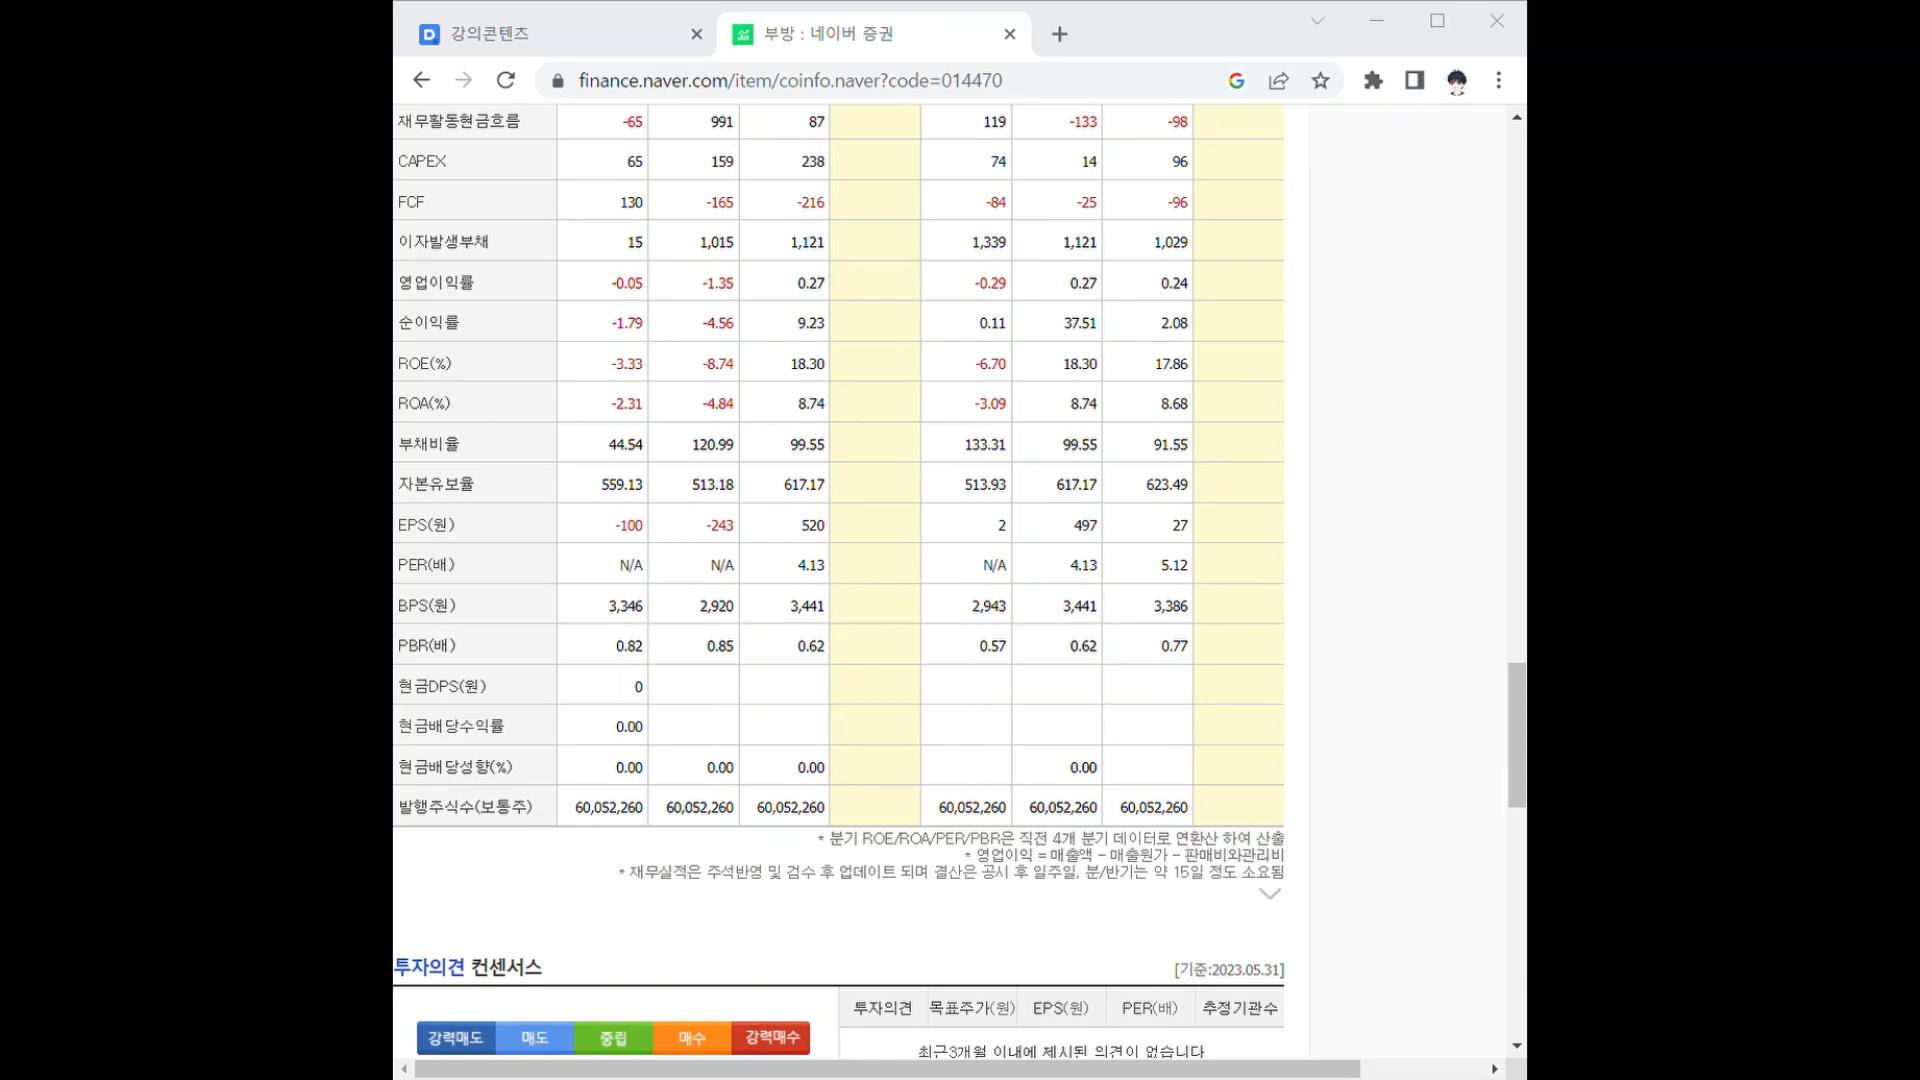 강의콘텐츠
부방 : 네이버 증권
finance.naver.com/item/coinfo.naver?code=014470
재무활동현금흐름 -65 991 87 119 -133 -98
CAPEX 65 159 238 74 14 96
FCF 130 -165 -216 -84 -25 -96
이자발생부채 15 1,015 1,121 1,339 1,121 1,029
영업이익률 -0.05 -1.35 0.27 -0.29 0.27 0.24
순이익률 -1.79 -4.56 9.23 0.11 37.51 2.08
ROE(%) -3.33 -8.74 18.30 -6.70 18.30 17.86
ROA(%) -2.31 -4.84 8.74 -3.09 8.74 8.68
부채비율 44.54 120.99 99.55 133.31 99.55 91.55
자본유보율 559.13 513.18 617.17 513.93 617.17 623.49
EPS(원) -100 -243 520 2 497 27
PER(배) N/A N/A 4.13 N/A 4.13 5.12
BPS(원) 3,346 2,920 3,441 2,943 3,441 3,386
PBR(배) 0.82 0.85 0.62 0.57 0.62 0.77
현금DPS(원) 0
현금배당수익률 0.00
현금배당성향(%) 0.00 0.00 0.00 0.00
발행주식수(보통주) 60,052,260 60,052,260 60,052,260 60,052,260 60,052,260 60,052,260
* 분기 ROE/ROA/PER/PBR은 직전 4개 분기 데이터로 연환산 하여 산출
* 영업이익 = 매출액 - 매출원가 - 판매비와관리비
* 재무실적은 주석반영 및 검수 후 업데이트 되며 결산은 공시 후 일주일, 분/반기는 약 15일 정도 소요됨
투자의견 컨센서스 [기준:2023.05.31]
투자의견 목표주가(원) EPS(원) PER(배) 추정기관수
강력매도 매도 중립 매수 강력매수
최근3개월 이내에 제시된 의견이 없습니다